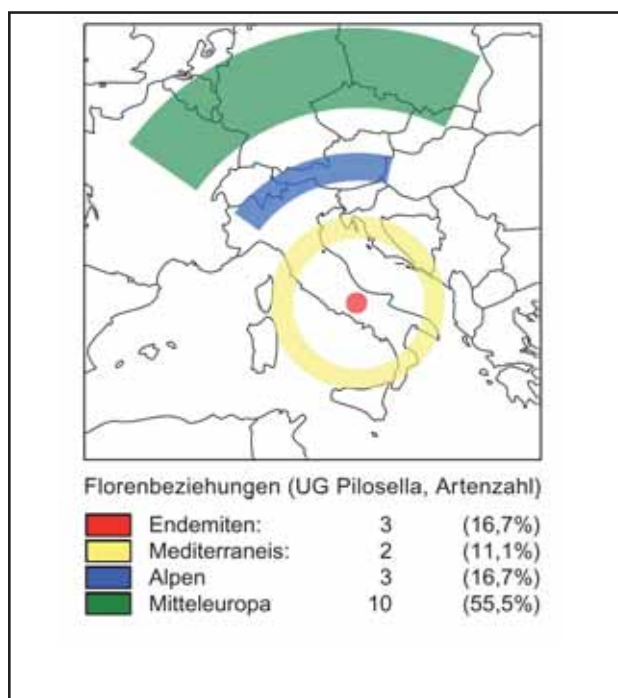 Florenbeziehungen (UG Pilosella, Artenzahl)
Endemiten: 3 (16,7%)
Mediterraneis: 2 (11,1%)
Alpen 3 (16,7%)
Mitteleuropa 10 (55,5%)